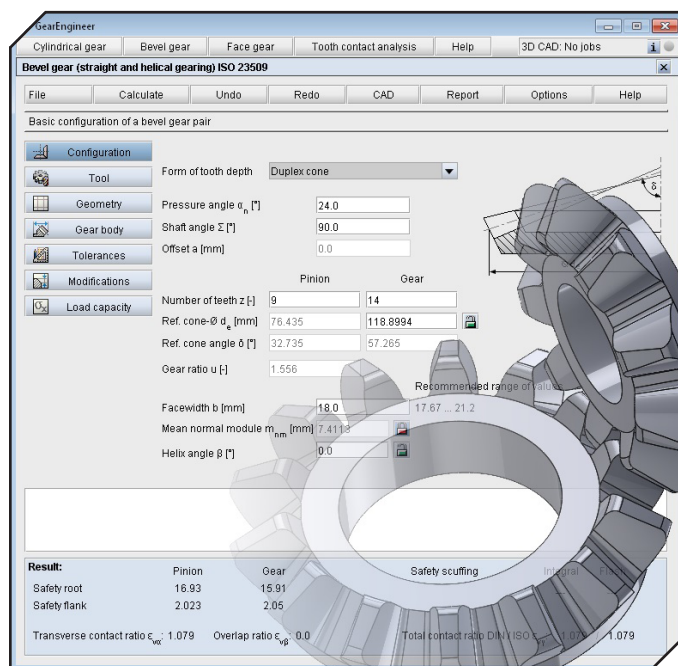 GearEngineer
Cylindrical gear Bevel gear Face gear Tooth contact analysis Help 3D CAD: No jobs i
Bevel gear (straight and helical gearing) ISO 23509
File Calculate Undo Redo CAD Report Options Help
Basic configuration of a bevel gear pair
Configuration
Form of tooth depth Duplex cone
Tool
Pressure angle αn [°] 24.0
Geometry
Shaft angle Σ [°] 90.0
Gear body
Offset a [mm] 0.0
Tolerances
Modifications
Pinion Gear
Number of teeth z [-] 9 14
Load capacity
Ref. cone-Ø de [mm] 76.435 118.8994
Ref. cone angle δ [°] 32.735 57.265
Gear ratio u [-] 1.556
Recommended range of values
Facewidth b [mm] 18.0 17.67 ... 21.2
Mean normal module mnm [mm] 7.4113
Helix angle β [°] 0.0
δ
Result: Pinion Gear Safety scuffing Integral
Safety root 16.93 15.91
Safety flank 2.023 2.05
Transverse contact ratio εvα: 1.079 Overlap ratio εvβ: 0.0 Total contact ratio DIN / ISO εvγ: 1.079 / 1.079